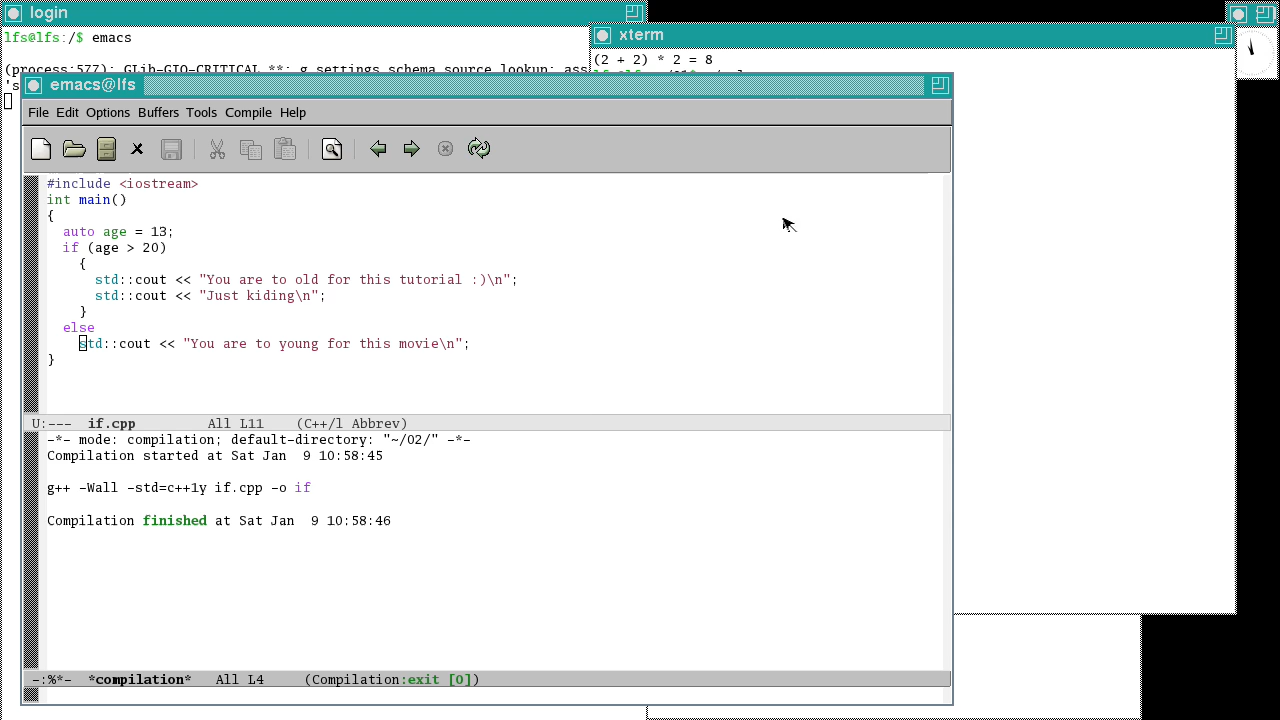 login
lfs@lfs:/$ emacs
(process:577): GLib-GIO-CRITICAL **: g_settings_schema_source_lookup: ass
's
xterm
(2 + 2) * 2 = 8
emacs@lfs
File Edit Options Buffers Tools Compile Help
#include <iostream>
int main()
{
  auto age = 13;
  if (age > 20)
    {
      std::cout << "You are to old for this tutorial :)\n";
      std::cout << "Just kiding\n";
    }
  else
    std::cout << "You are to young for this movie\n";
}
U:---  if.cpp         All L11    (C++/l Abbrev)
-*- mode: compilation; default-directory: "~/02/" -*-
Compilation started at Sat Jan  9 10:58:45
g++ -Wall -std=c++1y if.cpp -o if
Compilation finished at Sat Jan  9 10:58:46
-:%*-  *compilation*   All L4     (Compilation:exit [0])